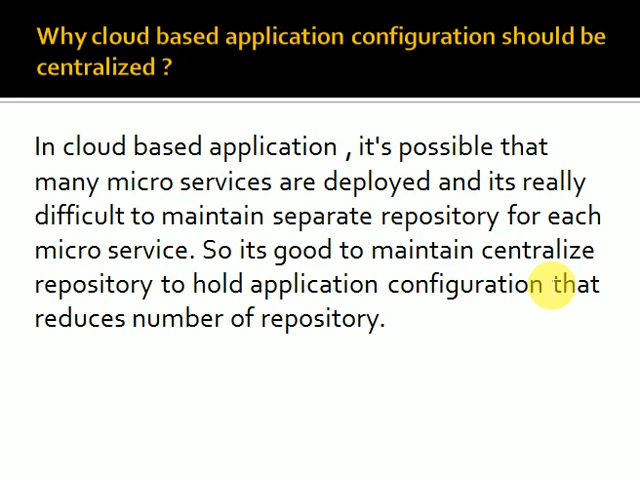 Why cloud based application configuration should be
centralized ?
In cloud based application , it's possible that
many micro services are deployed and its really
difficult to maintain separate repository for each
micro service. So its good to maintain centralize
repository to hold application configuration that
reduces number of repository.